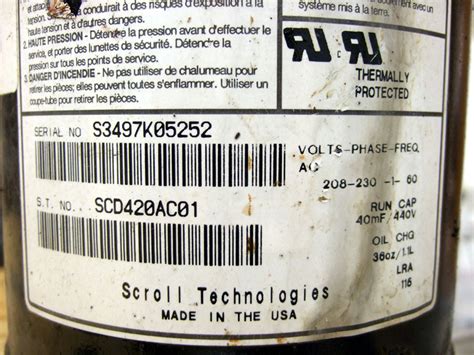 AVANT conduirait à des risques d'exposition à la
haute tension et à d'autres dangers.
2. HAUTE PRESSION - Détendre la pression avant d'effectuer le
service, et porter des lunettes de sécurité. Détendre la
pression sur tous les points de service.
3. DANGER D'INCENDIE - Ne pas utiliser de chalumeau pour
retirer les pièces; elles peuvent toutes s'enflammer. Utiliser un
coupe-tube pour retirer les pièces.
système mis à la terre.
THERMALLY
PROTECTED
SERIAL NO S3497K05252
S.T. NO... SCD420AC01
VOLTS-PHASE-FREQ.
AC
208-230 -1- 60
RUN CAP
40mF/440V
OIL CHG
36oz/1.1L
LRA
115
Scroll Technologies
MADE IN THE USA